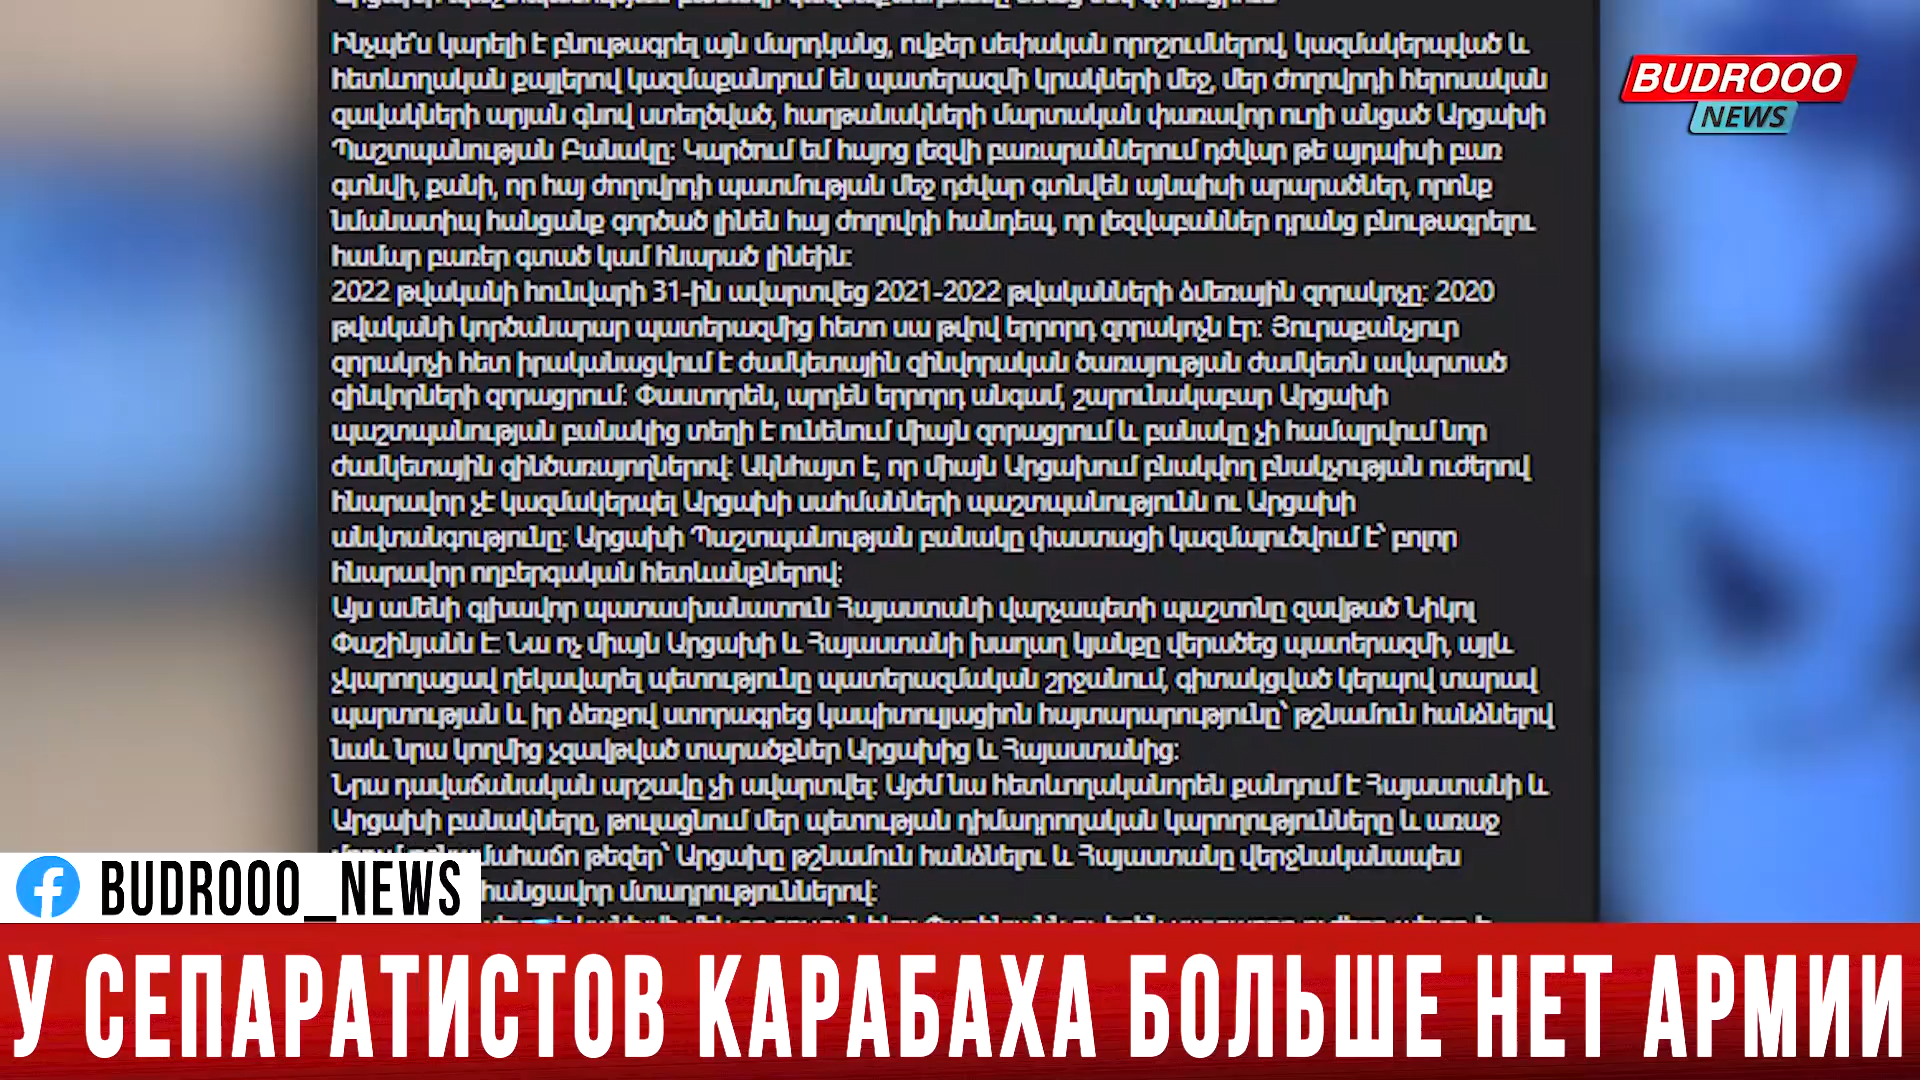 Ինչպե՞ս կարելի է բնութագրել այն մարդկանց, ովքեր սեփական որոշումներով, կազմակերպված և
հետևողական քայլերով կազմաքանդում են պատերազմի կրակների մեջ, մեր ժողովրդի հերոսական
զավակների արյան գնով ստեղծված, հաղթանակների մարտական փառավոր ուղի անցած Արցախի
Պաշտպանության Բանակը: Կարծում եմ հայոց լեզվի բառարաններում դժվար թե այդպիսի բառ
գտնվի, քանի, որ հայ ժողովրդի պատմության մեջ դժվար գտնվեն այնպիսի արարածներ, որոնք
նմանատիպ հանցանք գործած լինեն հայ ժողովդի հանդեպ, որ լեզվաբաններ դրանց բնութագրելու
համար բառեր գտած կամ հնարած լինեին:
2022 թվականի հունվարի 31-ին ավարտվեց 2021-2022 թվականների ձմեռային զորակոչը: 2020
թվականի կործանարար պատերազմից հետո սա թվով երրորդ զորակոչն էր: Յուրաքանչյուր
զորակոչի հետ իրականացվում է ժամկետային զինվորական ծառայության ժամկետն ավարտած
զինվորների զորացրում: Փաստորեն, արդեն երրորդ անգամ, շարունակաբար Արցախի
պաշտպանության բանակից տեղի է ունենում միայն զորացրում և բանակը չի համալրվում նոր
ժամկետային զինծառայողներով: Ակնհայտ է, որ միայն Արցախում բնակվող բնակչության ուժերով
հնարավոր չէ կազմակերպել Արցախի սահմանների պաշտպանությունն ու Արցախի
անվտանգությունը: Արցախի Պաշտպանության բանակը փաստացի կազմալուծվում է՝ բոլոր
հնարավոր ողբերգական հետևանքներով:
Այս ամենի գլխավոր պատասխանատուն Հայաստանի վարչապետի պաշտոնը զավթած Նիկոլ
Փաշինյանն է: Նա ոչ միայն Արցախի և Հայաստանի խաղաղ կյանքը վերածեց պատերազմի, այլև
չկարողացավ ղեկավարել պետությունը պատերազմական շրջանում, գիտակցված կերպով տարավ
պարտության և իր ձեռքով ստորագրեց կապիտուլյացիոն հայտարարությունը՝ թշնամուն հանձնելով
նաև նրա կողմից չզավթված տարածքներ Արցախից և Հայաստանից:
Նրա դավաճանական արշավը չի ավարտվել: Այժմ նա հետևողականորեն քանդում է Հայաստանի և
Արցախի բանակները, թուլացնում մեր պետության դիմադրողական կարողությունները և առաջ
թեզեր՝ Արցախը թշնամուն հանձնելու և Հայաստանը վերջնականապես
հանցավոր մտադրություններով:
BUDROOO
NEWS
BUDROOO_NEWS
У СЕПАРАТИСТОВ КАРАБАХА БОЛЬШЕ НЕТ АРМИИ